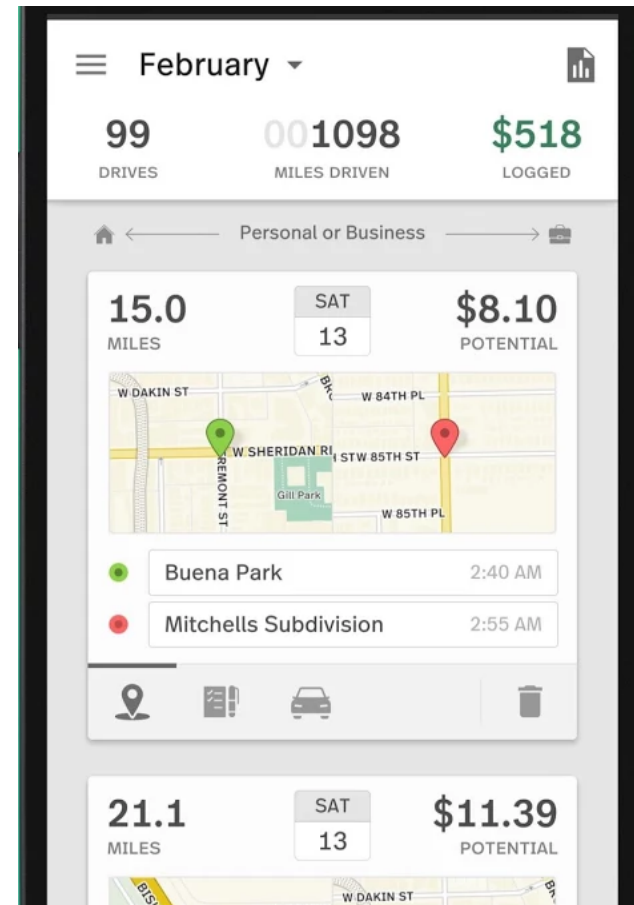 February
99 001098 $518
DRIVES MILES DRIVEN LOGGED
Personal or Business
15.0 SAT $8.10
MILES 13 POTENTIAL
W DAKIN ST
W 84TH PL
W SHERIDAN
ST W 85TH ST
REMONT ST
Gill Park
W 85TH PL
Buena Park 2:40 AM
Mitchells Subdivision 2:55 AM
21.1 SAT $11.39
MILES 13 POTENTIAL
BIS
W DAKIN ST